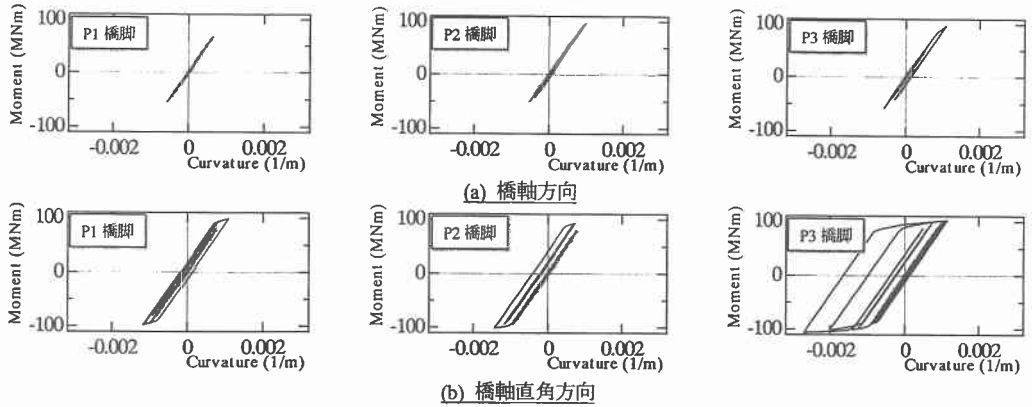 Moment (MNm)
100
0
-100
P1 橋脚
-0.002
0
0.002
Curvature (1/m)
Moment (MNm)
100
0
-100
P2 橋脚
-0.002
0
0.002
Curvature (1/m)
Moment (MNm)
100
0
-100
P3 橋脚
-0.002
0
0.002
Curvature (1/m)
(a) 橋軸方向
Moment (MNm)
100
0
-100
P1 橋脚
-0.002
0
0.002
Curvature (1/m)
Moment (MNm)
100
0
-100
P2 橋脚
-0.002
0
0.002
Curvature (1/m)
Moment (MNm)
100
0
-100
P3 橋脚
-0.002
0
0.002
Curvature (1/m)
(b) 橋軸直角方向